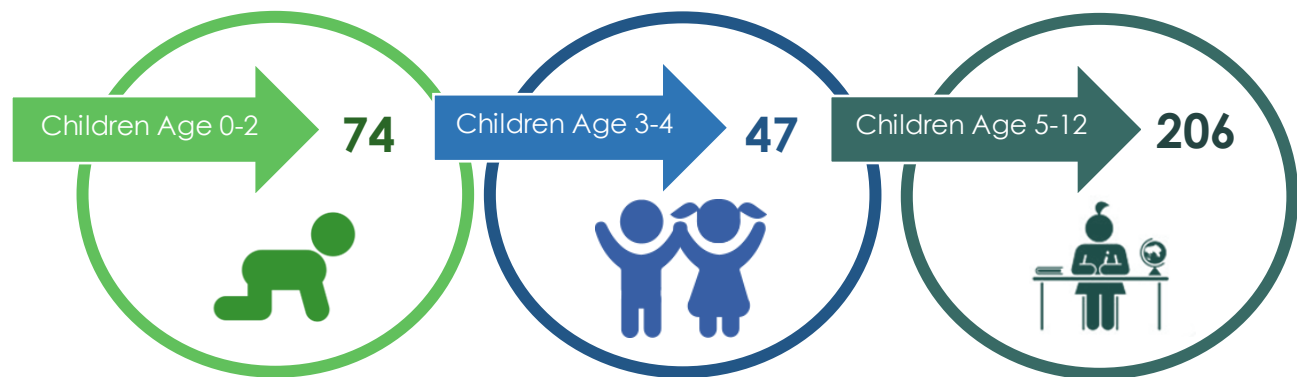 Children Age 0-2
74
Children Age 3-4
47
Children Age 5-12
206